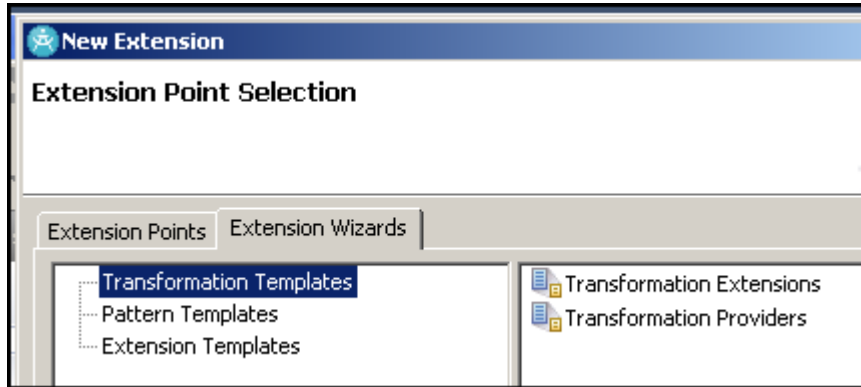 New Extension
Extension Point Selection
Extension Points
Extension Wizards
Transformation Templates
Pattern Templates
Extension Templates
Transformation Extensions
Transformation Providers